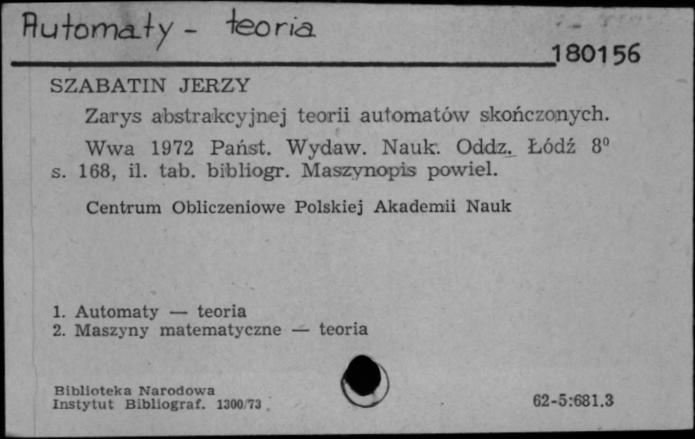 Automaty - teoria
180156
SZABATIN JERZY
Zarys abstrakcyjnej teorii automatów skończonych.
Wwa 1972 Państ. Wydaw. Nauk. Oddz. Łódź 8⁰
s. 168, il. tab. bibliogr. Maszynopis powiel.
Centrum Obliczeniowe Polskiej Akademii Nauk
1. Automaty — teoria
2. Maszyny matematyczne — teoria
Biblioteka Narodowa
Instytut Bibliograf. 1300/73
62-5:681.3